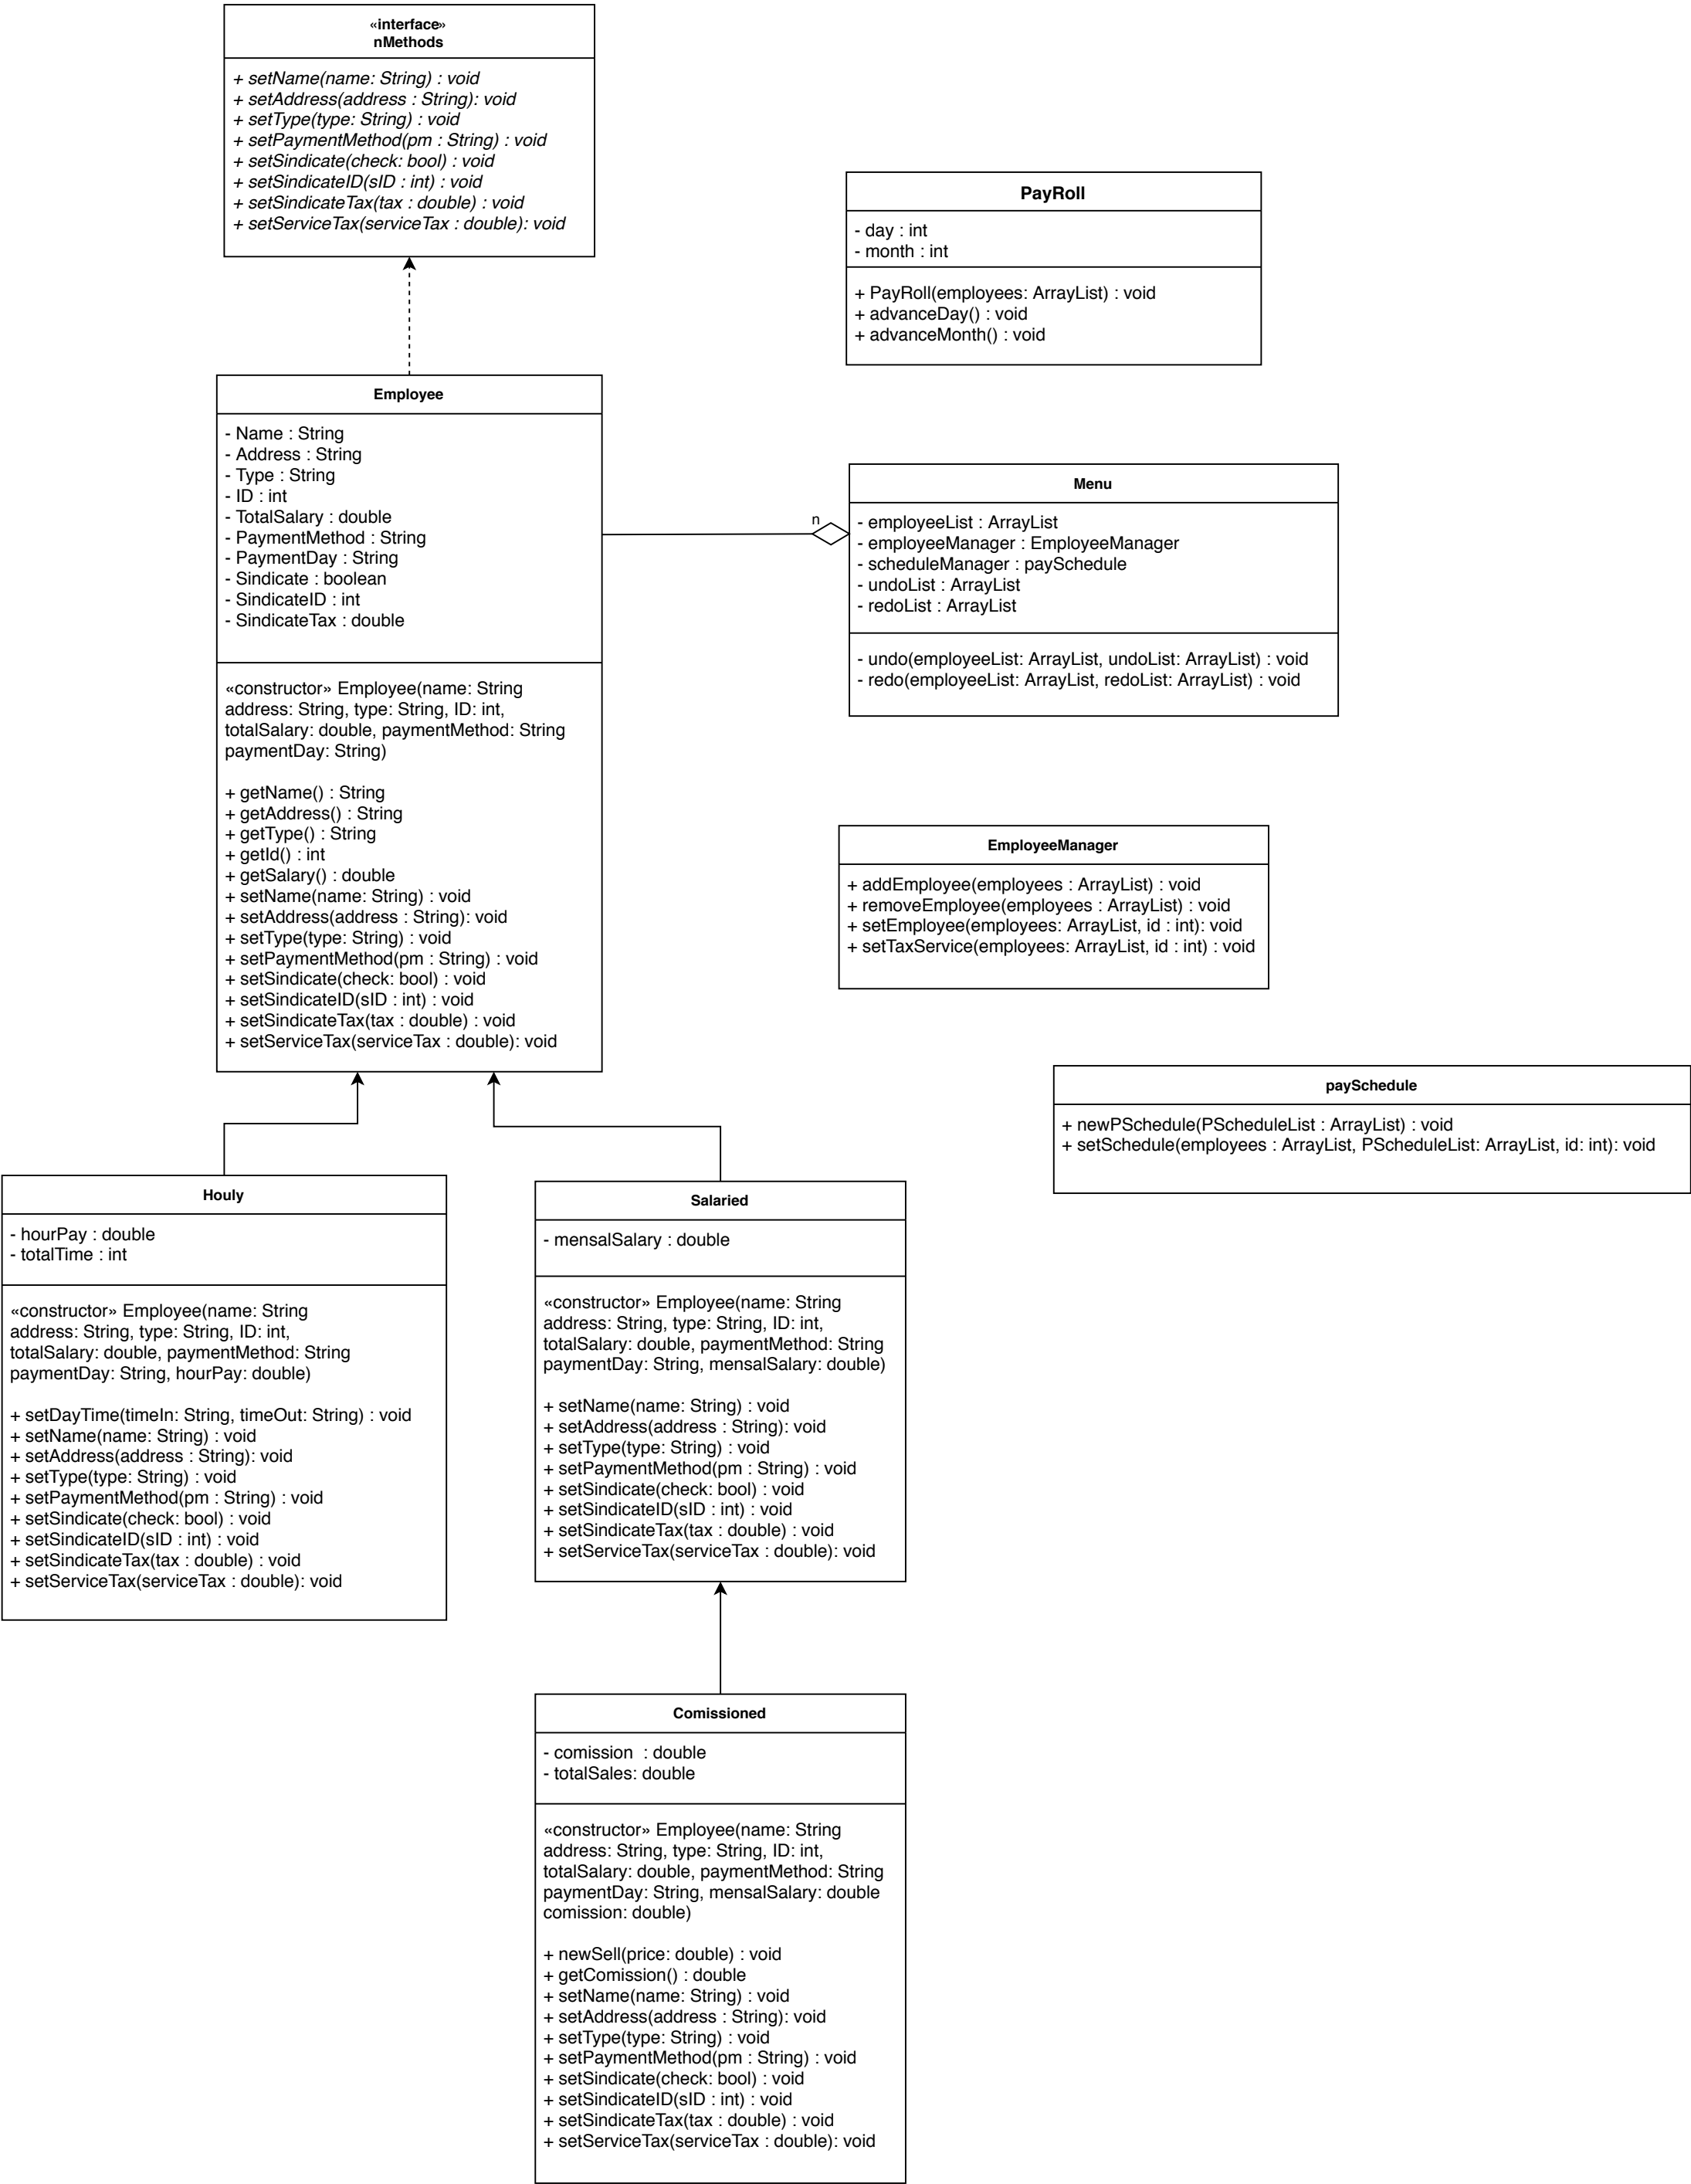 «interface»
nMethods
+ setName(name: String) : void
+ setAddress(address : String): void
+ setType(type: String) : void
+ setPaymentMethod(pm : String) : void
+ setSindicate(check: bool) : void
+ setSindicateID(sID : int) : void
+ setSindicateTax(tax : double) : void
+ setServiceTax(serviceTax : double): void
PayRoll
- day : int
- month : int
+ PayRoll(employees: ArrayList) : void
+ advanceDay() : void
+ advanceMonth() : void
Employee
- Name : String
- Address : String
- Type : String
- ID : int
- TotalSalary : double
- PaymentMethod : String
- PaymentDay : String
- Sindicate : boolean
- SindicateID : int
- SindicateTax : double
«constructor» Employee(name: String
address: String, type: String, ID: int,
totalSalary: double, paymentMethod: String
paymentDay: String)
+ getName() : String
+ getAddress() : String
+ getType() : String
+ getId() : int
+ getSalary() : double
+ setName(name: String) : void
+ setAddress(address : String): void
+ setType(type: String) : void
+ setPaymentMethod(pm : String) : void
+ setSindicate(check: bool) : void
+ setSindicateID(sID : int) : void
+ setSindicateTax(tax : double) : void
+ setServiceTax(serviceTax : double): void
n
Menu
- employeeList : ArrayList
- employeeManager : EmployeeManager
- scheduleManager : paySchedule
- undoList : ArrayList
- redoList : ArrayList
- undo(employeeList: ArrayList, undoList: ArrayList) : void
- redo(employeeList: ArrayList, redoList: ArrayList) : void
EmployeeManager
+ addEmployee(employees : ArrayList) : void
+ removeEmployee(employees : ArrayList) : void
+ setEmployee(employees: ArrayList, id : int): void
+ setTaxService(employees: ArrayList, id : int) : void
paySchedule
+ newPSchedule(PScheduleList : ArrayList) : void
+ setSchedule(employees : ArrayList, PScheduleList: ArrayList, id: int): void
Houly
- hourPay : double
- totalTime : int
«constructor» Employee(name: String
address: String, type: String, ID: int,
totalSalary: double, paymentMethod: String
paymentDay: String, hourPay: double)
+ setDayTime(timeIn: String, timeOut: String) : void
+ setName(name: String) : void
+ setAddress(address : String): void
+ setType(type: String) : void
+ setPaymentMethod(pm : String) : void
+ setSindicate(check: bool) : void
+ setSindicateID(sID : int) : void
+ setSindicateTax(tax : double) : void
+ setServiceTax(serviceTax : double): void
Salaried
- mensalSalary : double
«constructor» Employee(name: String
address: String, type: String, ID: int,
totalSalary: double, paymentMethod: String
paymentDay: String, mensalSalary: double)
+ setName(name: String) : void
+ setAddress(address : String): void
+ setType(type: String) : void
+ setPaymentMethod(pm : String) : void
+ setSindicate(check: bool) : void
+ setSindicateID(sID : int) : void
+ setSindicateTax(tax : double) : void
+ setServiceTax(serviceTax : double): void
Comissioned
- comission : double
- totalSales: double
«constructor» Employee(name: String
address: String, type: String, ID: int,
totalSalary: double, paymentMethod: String
paymentDay: String, mensalSalary: double
comission: double)
+ newSell(price: double) : void
+ getComission() : double
+ setName(name: String) : void
+ setAddress(address : String): void
+ setType(type: String) : void
+ setPaymentMethod(pm : String) : void
+ setSindicate(check: bool) : void
+ setSindicateID(sID : int) : void
+ setSindicateTax(tax : double) : void
+ setServiceTax(serviceTax : double): void